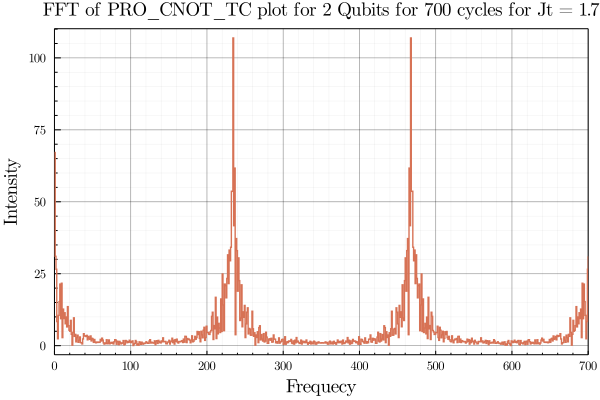 FFT of PRO_CNOT_TC plot for 2 Qubits for 700 cycles for Jt = 1.7
100
75
50
25
0
Intensity
0 100 200 300 400 500 600 700
Frequecy